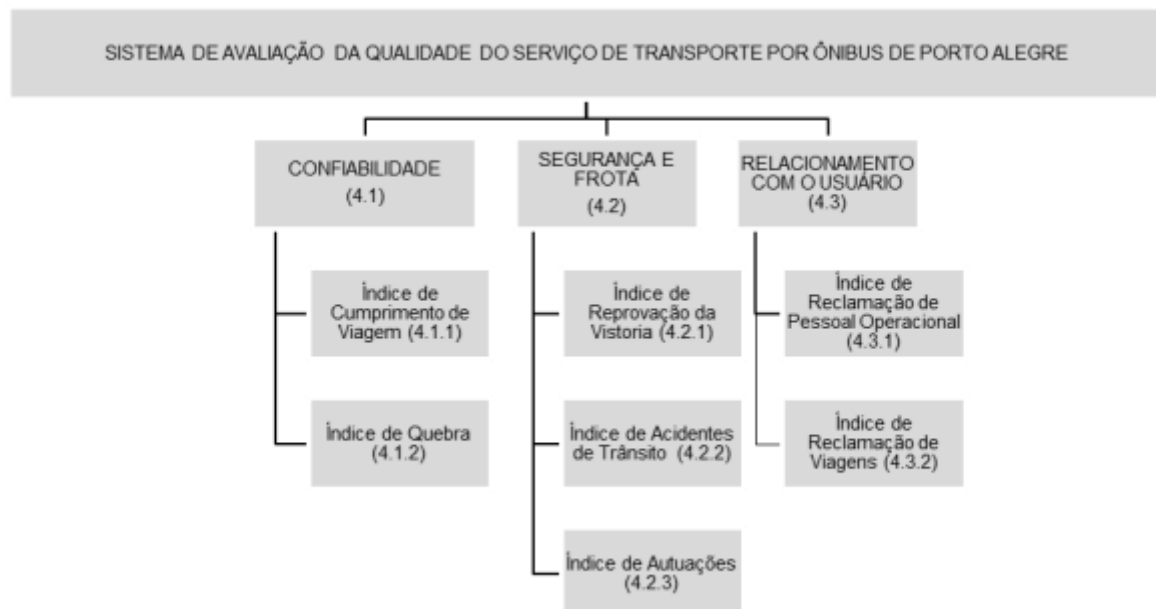 SISTEMA DE AVALIAÇÃO DA QUALIDADE DO SERVIÇO DE TRANSPORTE POR ÔNIBUS DE PORTO ALEGRE
CONFIABILIDADE
(4.1)
SEGURANÇA E
FROTA
(4.2)
RELACIONAMENTO
COM O USUÁRIO
(4.3)
Índice de
Cumprimento de
Viagem (4.1.1)
Índice de Quebra
(4.1.2)
Índice de
Reprovação da
Vistoria (4.2.1)
Índice de Acidentes
de Trânsito (4.2.2)
Índice de Autuações
(4.2.3)
Índice de
Reclamação de
Pessoal Operacional
(4.3.1)
Índice de
Reclamação de
Viagens (4.3.2)